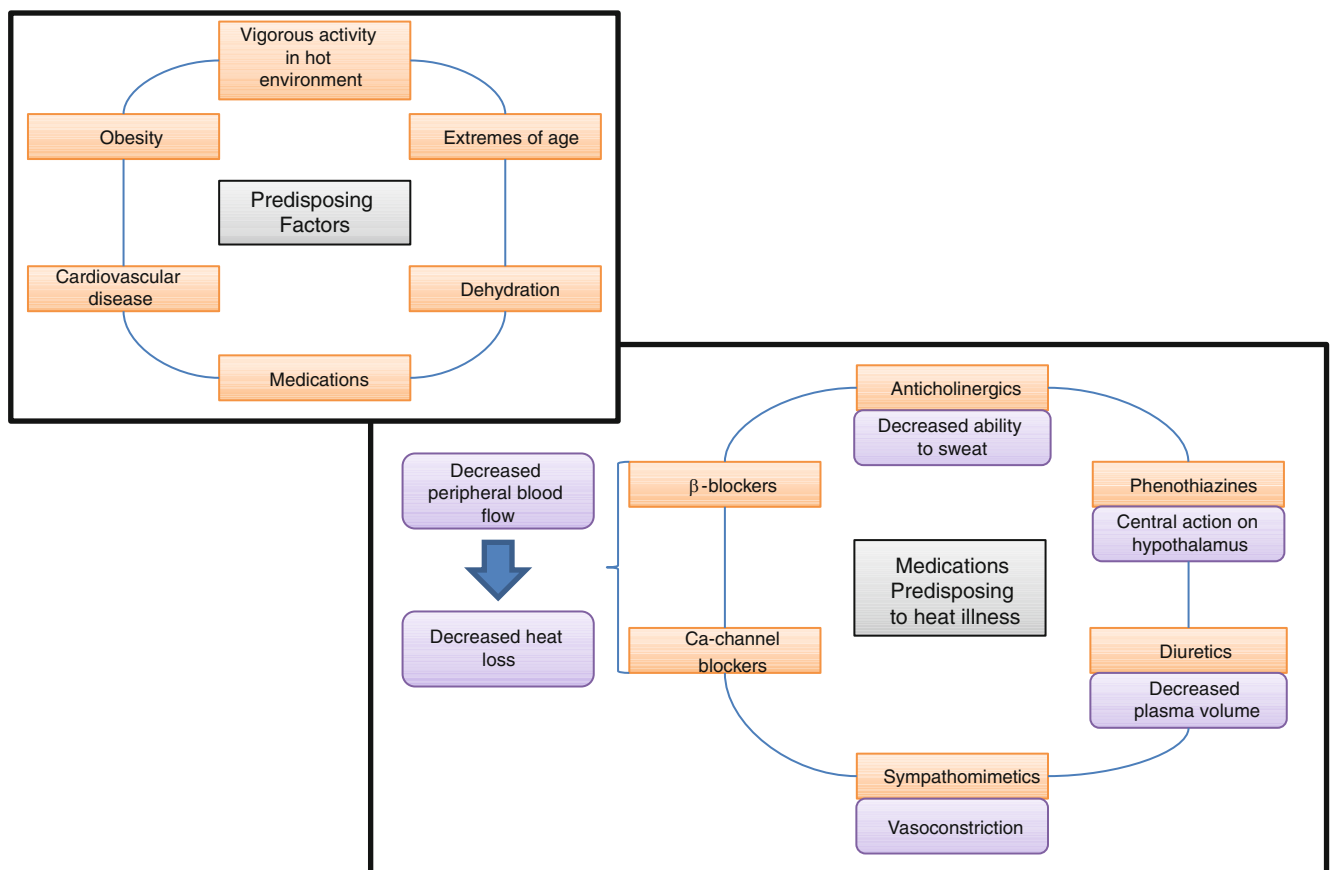 Vigorous activity
in hot
environment
Obesity
Extremes of age
Predisposing
Factors
Cardiovascular
disease
Dehydration
Medications
Anticholinergics
Decreased ability
to sweat
Decreased
peripheral blood
flow
β-blockers
Phenothiazines
Central action on
hypothalamus
Medications
Predisposing
to heat illness
Decreased heat
loss
Ca-channel
blockers
Diuretics
Decreased
plasma volume
Sympathomimetics
Vasoconstriction